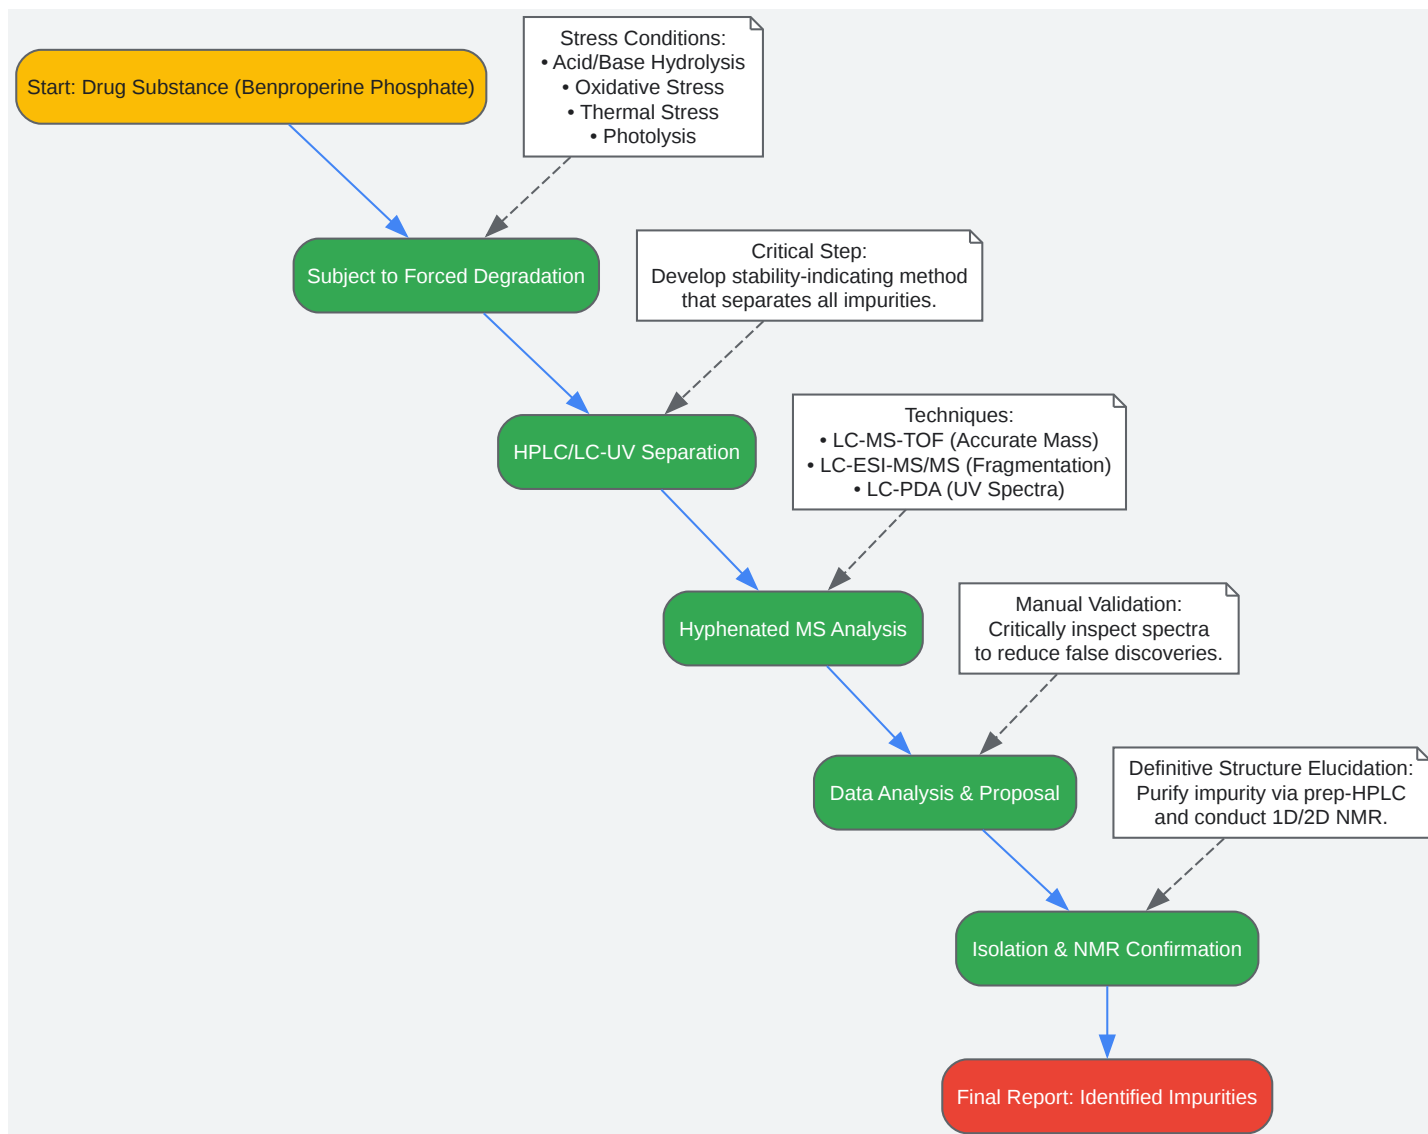 Start: Drug Substance (Benproperine Phosphate)
Stress Conditions:
• Acid/Base Hydrolysis
• Oxidative Stress
• Thermal Stress
• Photolysis
Subject to Forced Degradation
Critical Step:
Develop stability-indicating method
that separates all impurities.
HPLC/LC-UV Separation
Techniques:
• LC-MS-TOF (Accurate Mass)
• LC-ESI-MS/MS (Fragmentation)
• LC-PDA (UV Spectra)
Hyphenated MS Analysis
Manual Validation:
Critically inspect spectra
to reduce false discoveries.
Data Analysis & Proposal
Definitive Structure Elucidation:
Purify impurity via prep-HPLC
and conduct 1D/2D NMR.
Isolation & NMR Confirmation
Final Report: Identified Impurities